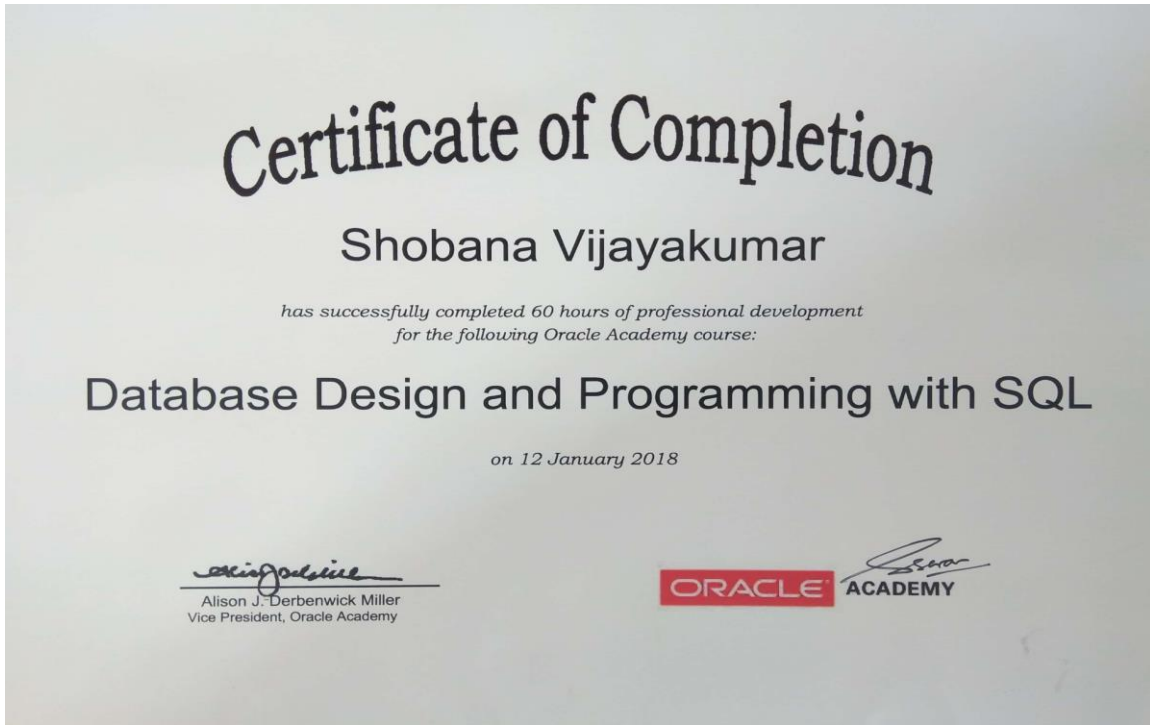 Certificate of Completion
Shobana Vijayakumar
has successfully completed 60 hours of professional development
for the following Oracle Academy course:
Database Design and Programming with SQL
on 12 January 2018
Alison J. Derbenwick Miller
Vice President, Oracle Academy
ORACLE ACADEMY